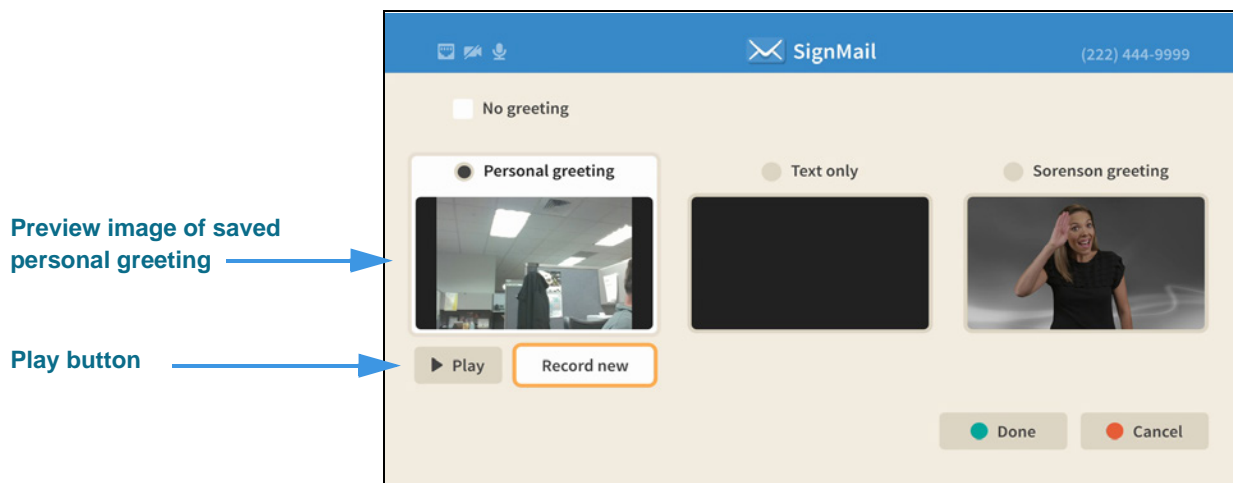 SignMail
(222) 444-9999
No greeting
Personal greeting
Text only
Sorenson greeting
Preview image of saved
personal greeting
Play button
Play
Record new
Done
Cancel